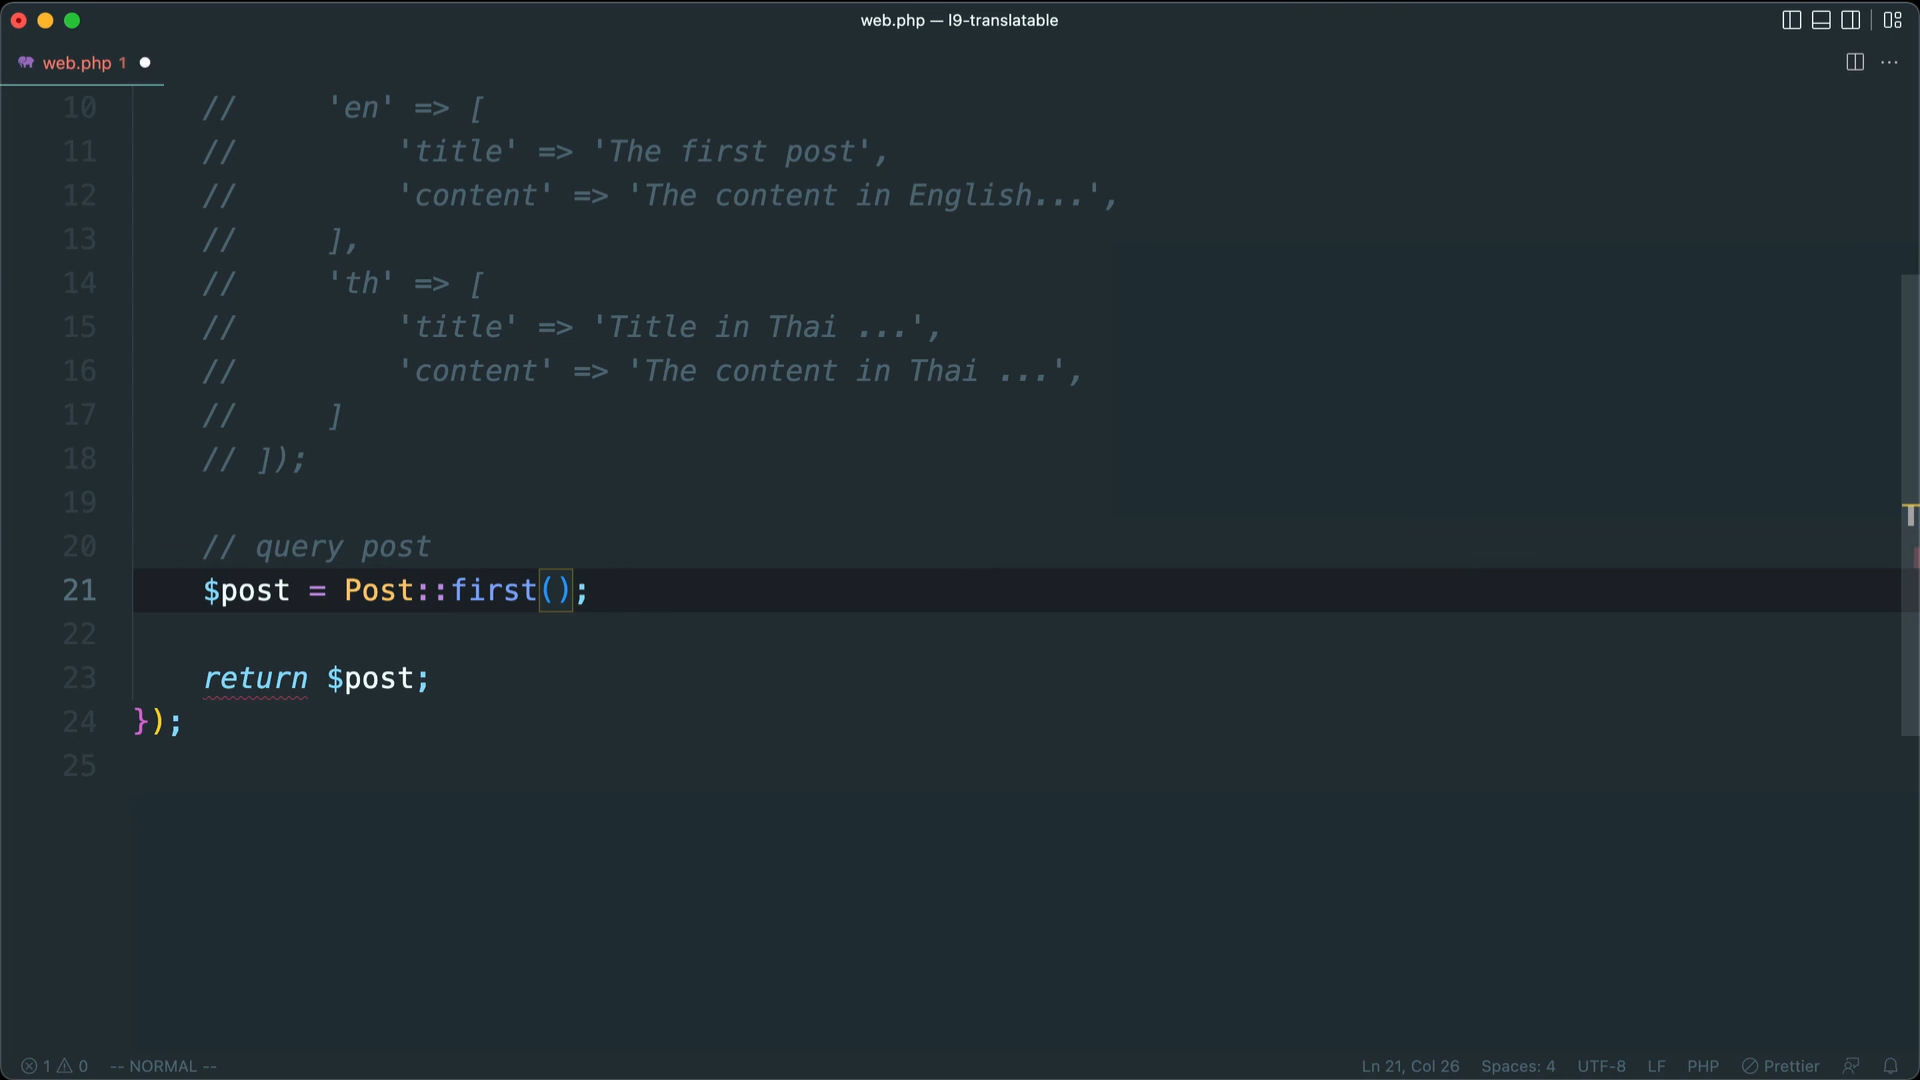 web.php — l9-translatable
web.php 1
10 // 'en' => [
11 // 'title' => 'The first post',
12 // 'content' => 'The content in English...',
13 // ],
14 // 'th' => [
15 // 'title' => 'Title in Thai ...',
16 // 'content' => 'The content in Thai ...',
17 // ]
18 // ]);
19
20 // query post
21 $post = Post::first();
22
23 return $post;
24 });
25
1 0 -- NORMAL -- Ln 21, Col 26 Spaces: 4 UTF-8 LF PHP Prettier